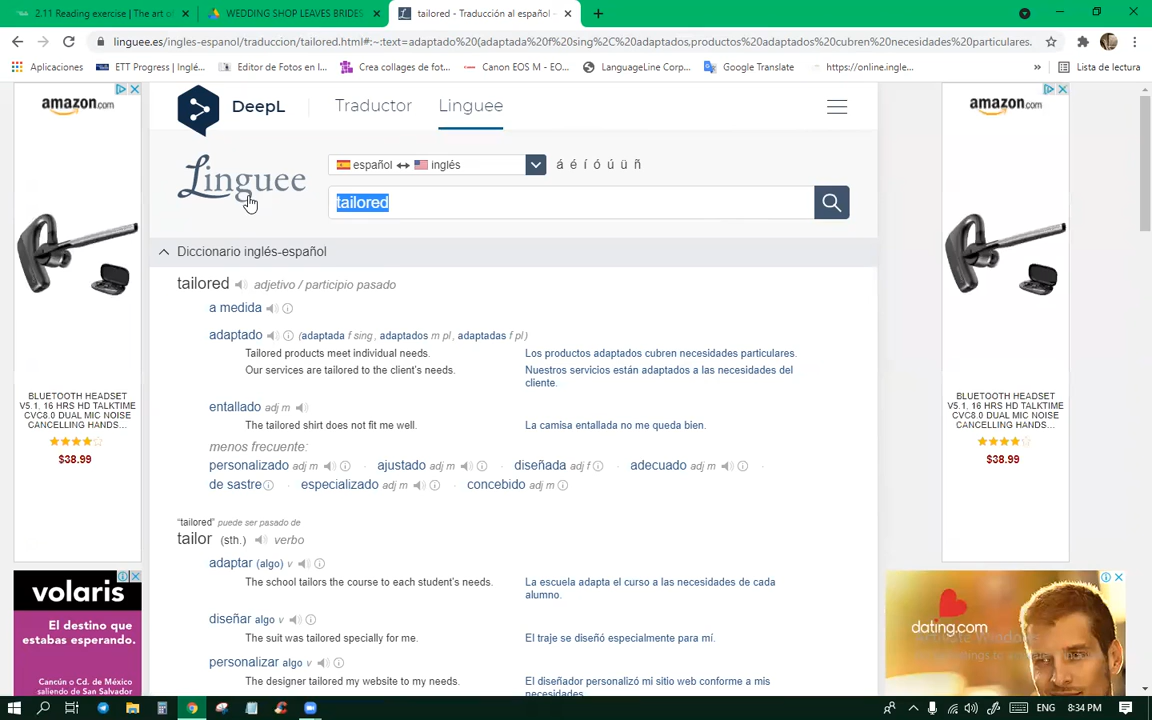 2.11 Reading exercise | The art of
WEDDING SHOP LEAVES BRIDES
tailored - Traducción al español -
linguee.es/ingles-espanol/traduccion/tailored.html#:~:text=adaptado%20(adaptada%20f%20sing%2C%20adaptados,productos%20adaptados%20cubren%20necesidades%20particulares.
Aplicaciones
ETT Progress | Inglé...
Editor de Fotos en l...
Crea collages de fot...
Canon EOS M - EO...
LanguageLine Corp...
Google Translate
https://online.ingle...
»
Lista de lectura
amazon.com
DeepL
Traductor
Linguee
amazon.com
Linguee
español ↔ inglés
á é í ó ú ü ñ
tailored
Diccionario inglés-español
tailored adjetivo / participio pasado
a medida
adaptado (adaptada f sing, adaptados m pl, adaptadas f pl)
Tailored products meet individual needs.
Los productos adaptados cubren necesidades particulares.
Our services are tailored to the client's needs.
Nuestros servicios están adaptados a las necesidades del
cliente.
entallado adj m
The tailored shirt does not fit me well.
La camisa entallada no me queda bien.
menos frecuente:
personalizado adj m · ajustado adj m · diseñada adj f · adecuado adj m ·
de sastre · especializado adj m · concebido adj m
"tailored" puede ser pasado de
tailor (sth.) verbo
adaptar (algo) v
The school tailors the course to each student's needs.
La escuela adapta el curso a las necesidades de cada
alumno.
diseñar algo v
The suit was tailored specially for me.
El traje se diseñó especialmente para mí.
personalizar algo v
The designer tailored my website to my needs.
El diseñador personalizó mi sitio web conforme a mis
necesidades.
BLUETOOTH HEADSET
V5.1, 16 HRS HD TALKTIME
CVC8.0 DUAL MIC NOISE
CANCELLING HANDS...
$38.99
BLUETOOTH HEADSET
V5.1, 16 HRS HD TALKTIME
CVC8.0 DUAL MIC NOISE
CANCELLING HANDS...
$38.99
volaris
El destino que
estabas esperando.
Cancún o Cd. de México
saliendo de San Salvador
dating.com
Activate Windows
ENG
8:34 PM